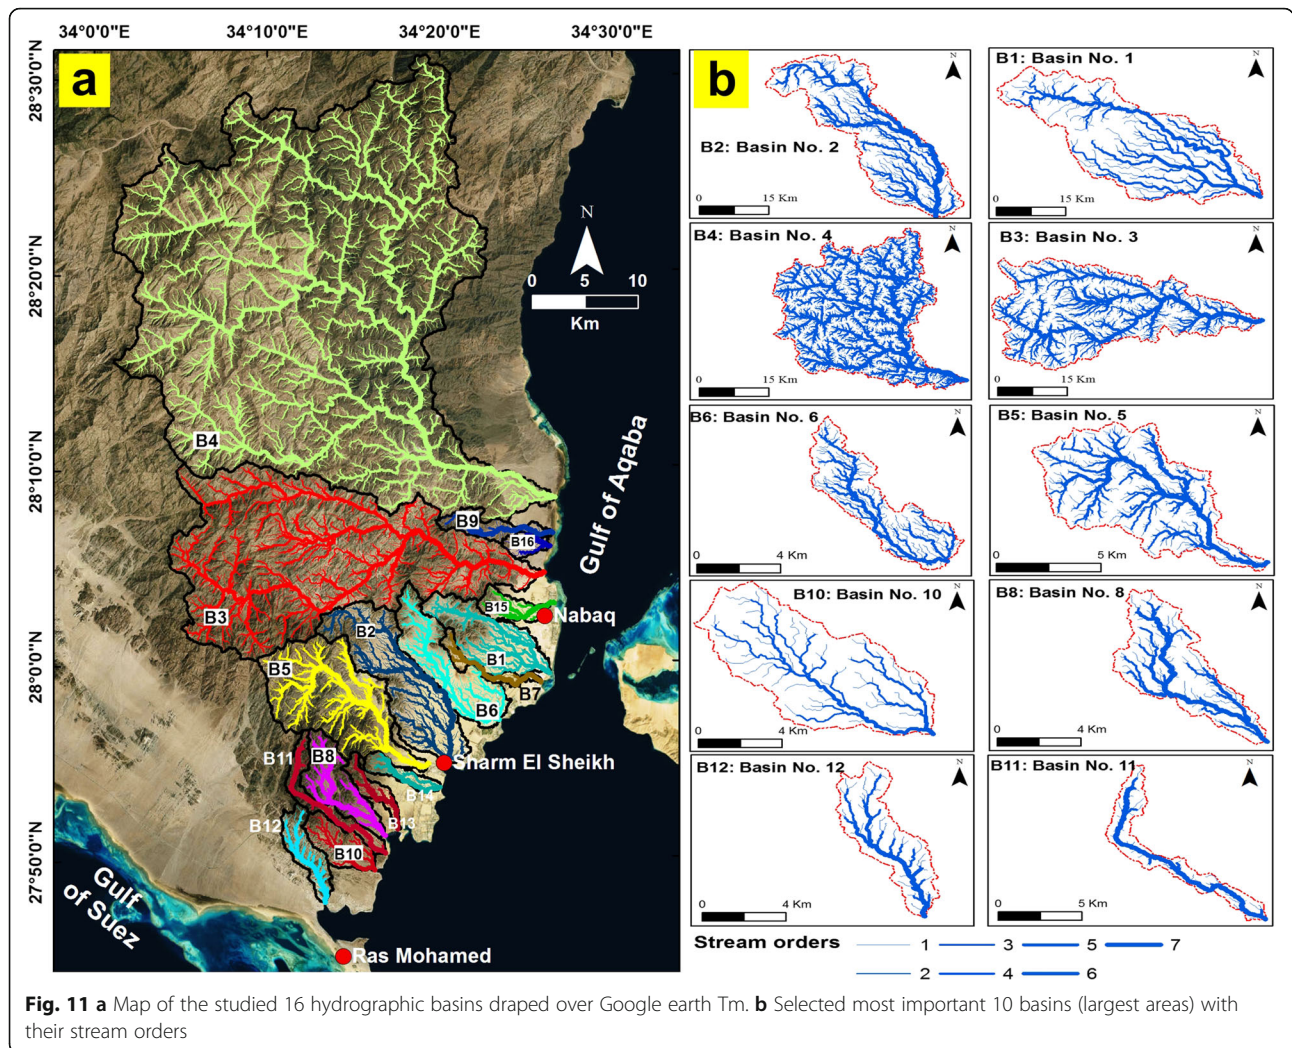 34°0'0"E
34°10'0"E
34°20'0"E
34°30'0"E
28°30'0"N
28°20'0"N
28°10'0"N
28°0'0"N
27°50'0"N
a
N
0 5 10
Km
B4
B9
B16
B3
B15
Nabaq
B2
B1
B5
B7
B6
B11
B8
Sharm El Sheikh
B14
B12
B13
B10
Gulf of Aqaba
Gulf
of Suez
Ras Mohamed
b
N
B2: Basin No. 2
0 15 Km
B1: Basin No. 1
N
0 15 Km
B4: Basin No. 4
N
0 15 Km
B3: Basin No. 3
N
0 15 Km
B6: Basin No. 6
N
0 4 Km
B5: Basin No. 5
N
0 5 Km
B10: Basin No. 10
N
0 4 Km
B8: Basin No. 8
N
0 4 Km
B12: Basin No. 12
N
0 4 Km
B11: Basin No. 11
N
0 5 Km
Stream orders
1 3 5 7
2 4 6
Fig. 11 a Map of the studied 16 hydrographic basins draped over Google earth Tm. b Selected most important 10 basins (largest areas) with
their stream orders